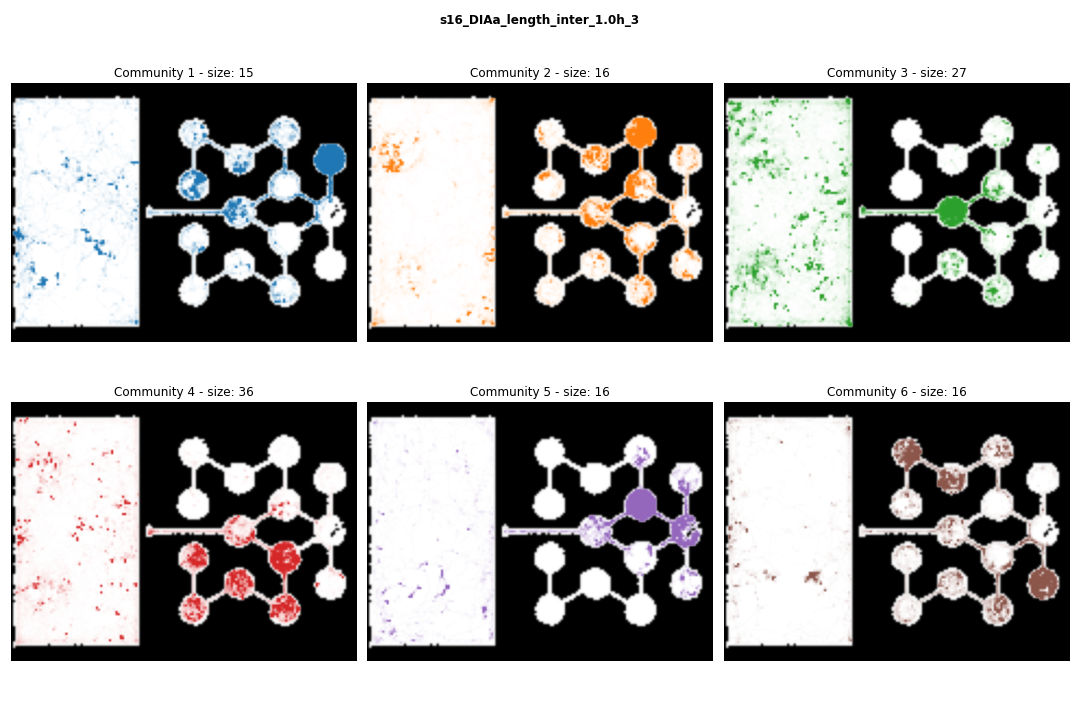 s16_DIAa_length_inter_1.0h_3
Community 1 - size: 15
Community 2 - size: 16
Community 3 - size: 27
Community 4 - size: 36
Community 5 - size: 16
Community 6 - size: 16